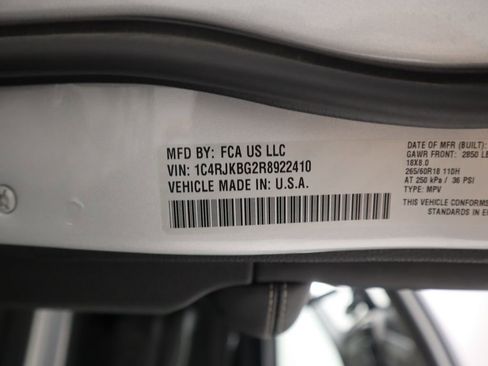 MFD BY: FCA US LLC
VIN: 1C4RJKBG2R8922410
VEHICLE MADE IN: U.S.A.
DATE OF MFR (BUILT):
GAWR FRONT: 2850 LB
18X8.0
265/60R18 110H
AT 250 kPa / 36 PSI
TYPE: MPV
THIS VEHICLE CONFORMS
STANDARDS IN E